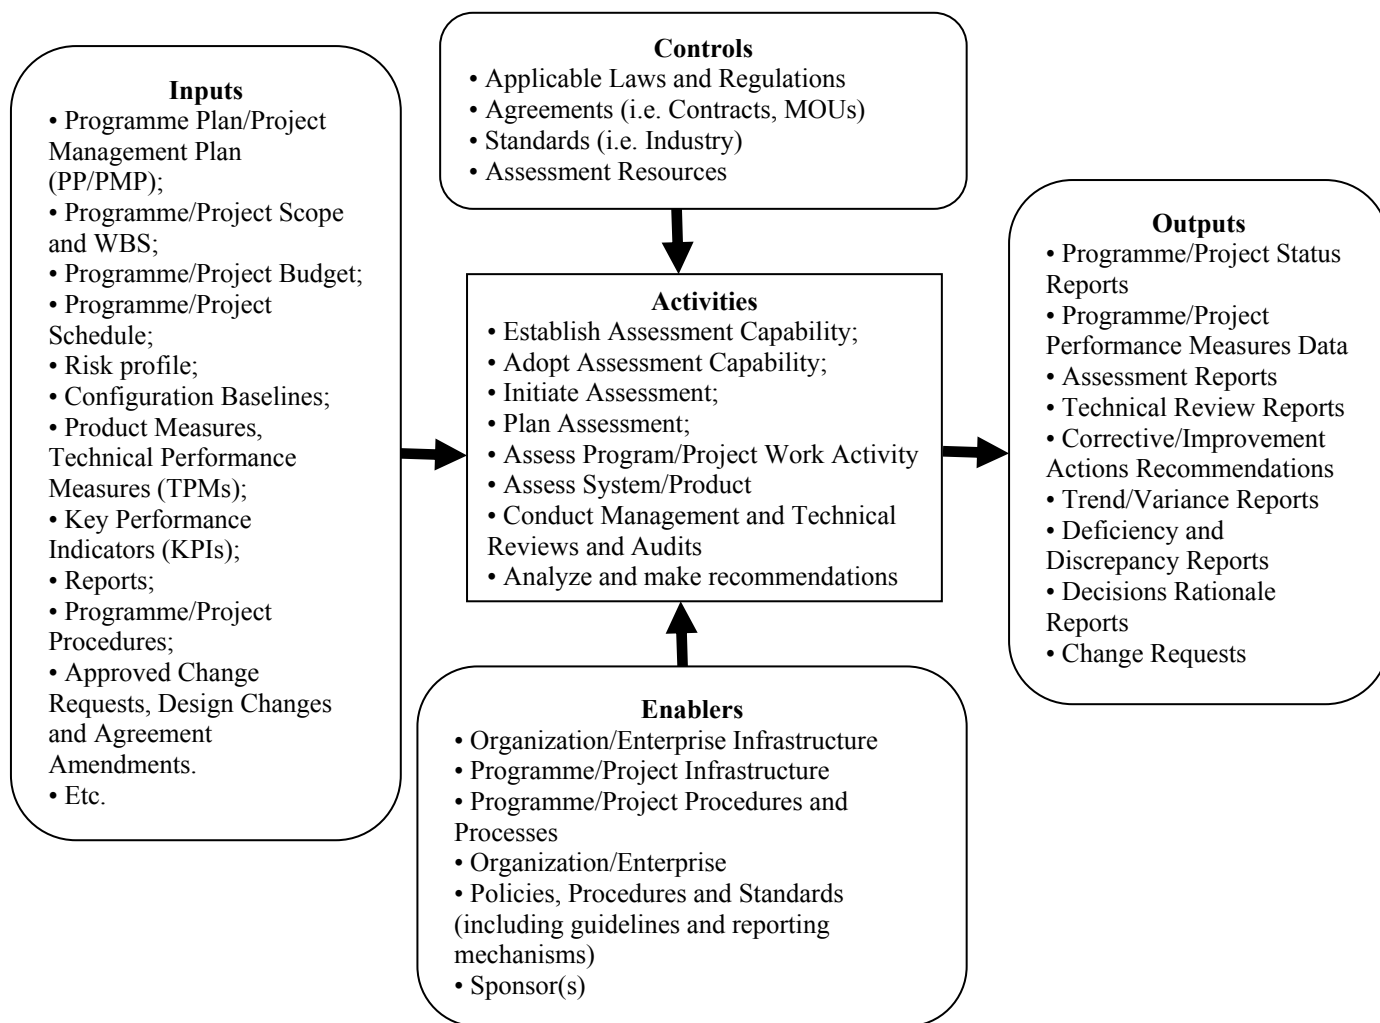 Controls
• Applicable Laws and Regulations
• Agreements (i.e. Contracts, MOUs)
• Standards (i.e. Industry)
• Assessment Resources
Inputs
• Programme Plan/Project
Management Plan
(PP/PMP);
• Programme/Project Scope
and WBS;
• Programme/Project Budget;
• Programme/Project
Schedule;
• Risk profile;
• Configuration Baselines;
• Product Measures,
Technical Performance
Measures (TPMs);
• Key Performance
Indicators (KPIs);
• Reports;
• Programme/Project
Procedures;
• Approved Change
Requests, Design Changes
and Agreement
Amendments.
• Etc.
Activities
• Establish Assessment Capability;
• Adopt Assessment Capability;
• Initiate Assessment;
• Plan Assessment;
• Assess Program/Project Work Activity
• Assess System/Product
• Conduct Management and Technical
Reviews and Audits
• Analyze and make recommendations
Outputs
• Programme/Project Status
Reports
• Programme/Project
Performance Measures Data
• Assessment Reports
• Technical Review Reports
• Corrective/Improvement
Actions Recommendations
• Trend/Variance Reports
• Deficiency and
Discrepancy Reports
• Decisions Rationale
Reports
• Change Requests
Enablers
• Organization/Enterprise Infrastructure
• Programme/Project Infrastructure
• Programme/Project Procedures and
Processes
• Organization/Enterprise
• Policies, Procedures and Standards
(including guidelines and reporting
mechanisms)
• Sponsor(s)